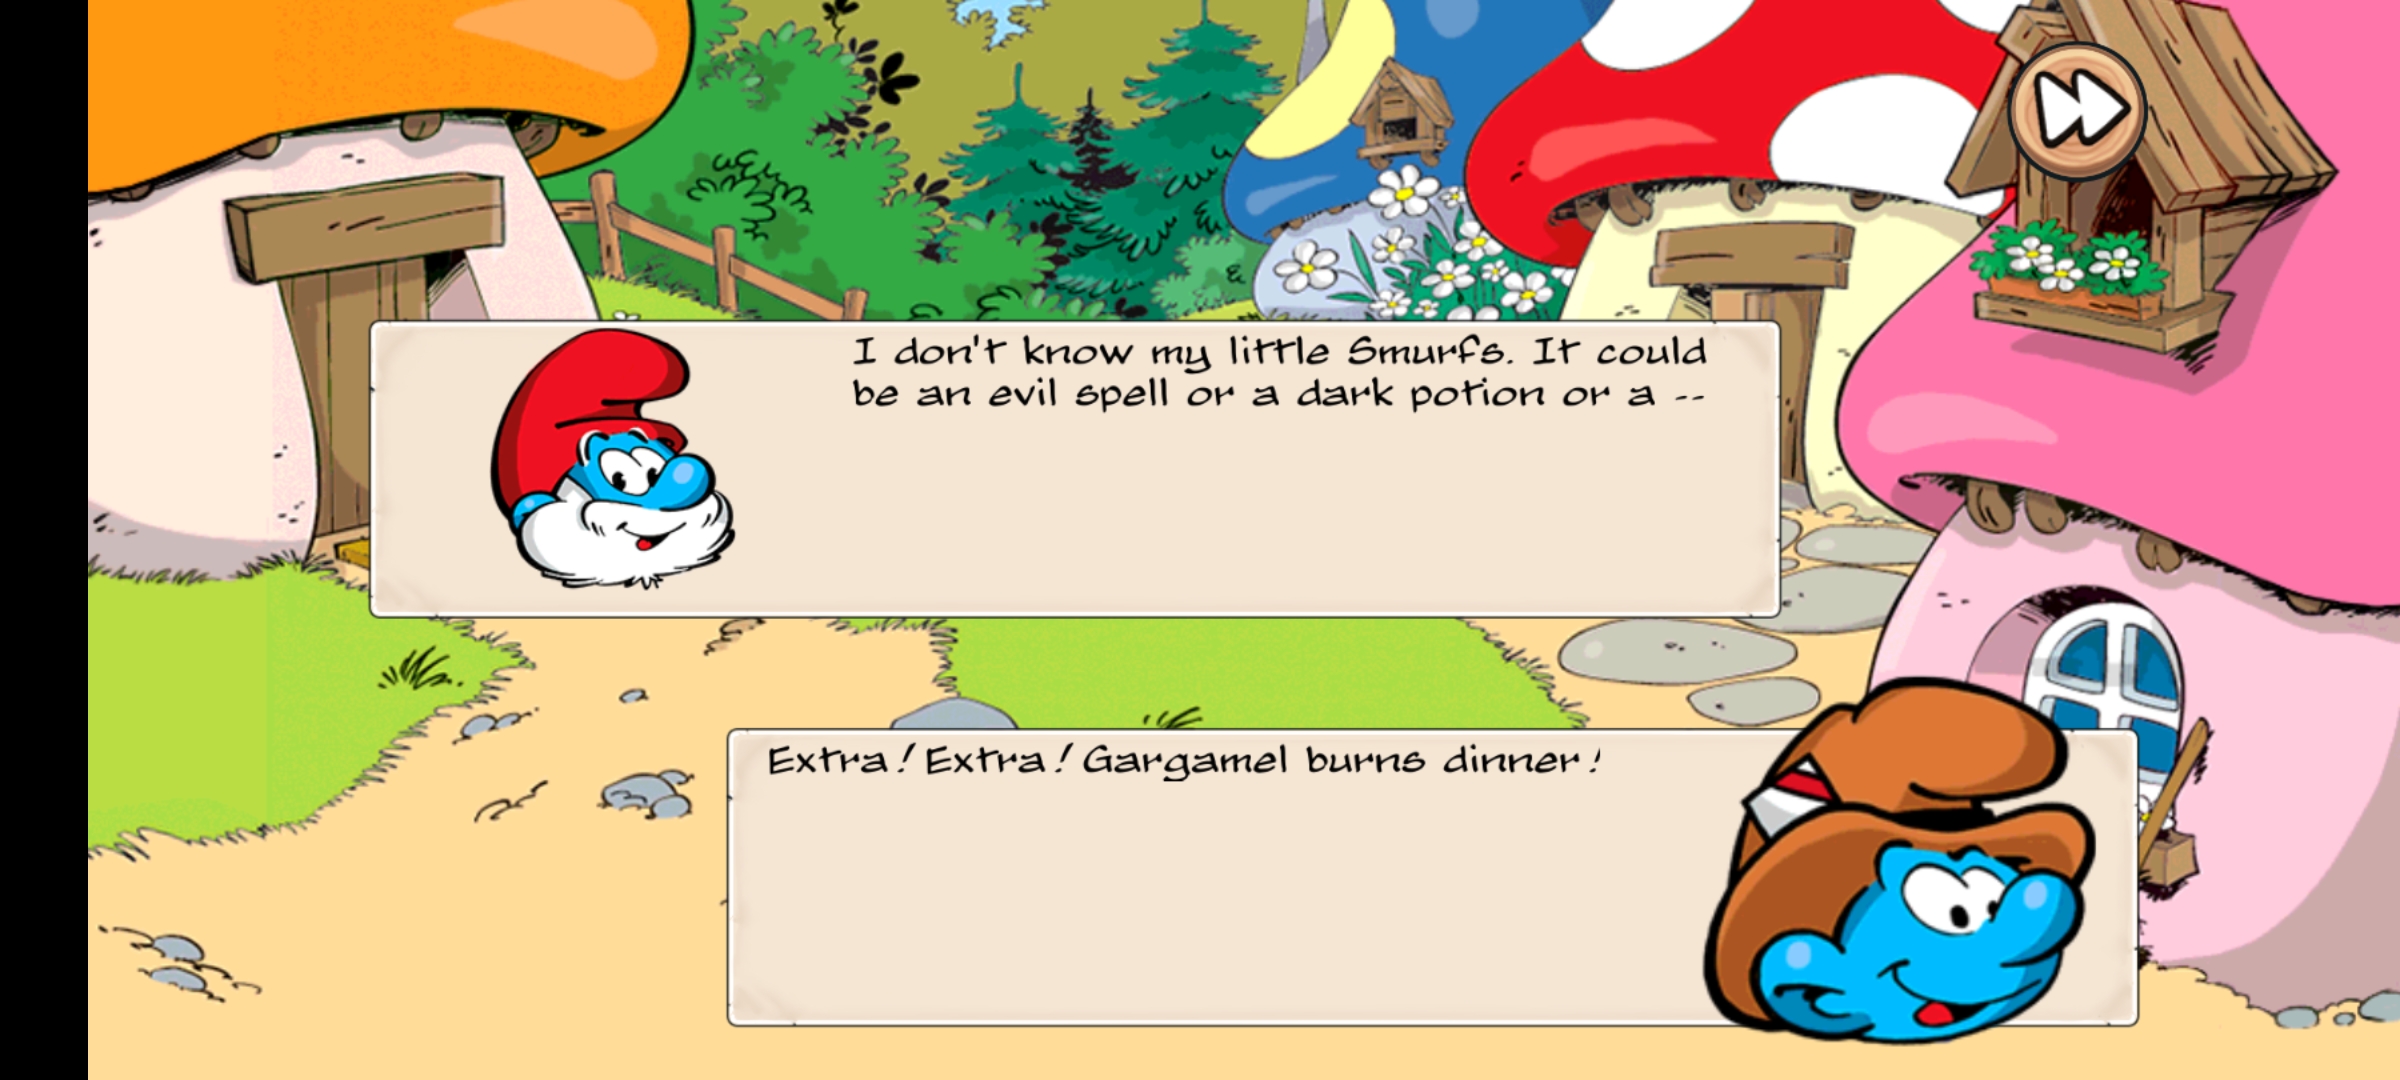 I don't know my little Smurfs. It could
be an evil spell or a dark potion or a --
Extra! Extra! Gargamel burns dinner!